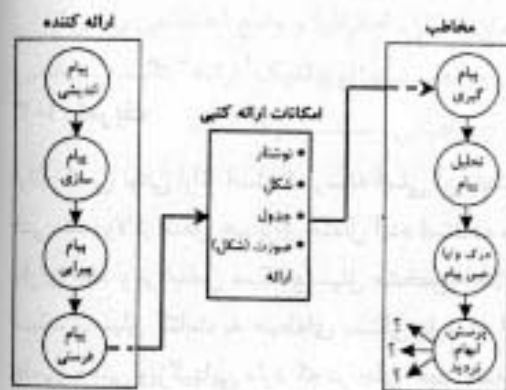 ارائه کننده
پیام
اندیشی
پیام
سازی
پیام
پیرایی
پیام
فرستی
امکانات ارائه کتبی
• نوشتار
• شکل
• جدول
• صورت (شکل)
ارائه
مخاطب
پیام
گیری
تحلیل
پیام
درک و/یا
حس پیام
پرسش،
ابهام،
تردید
؟
؟
؟